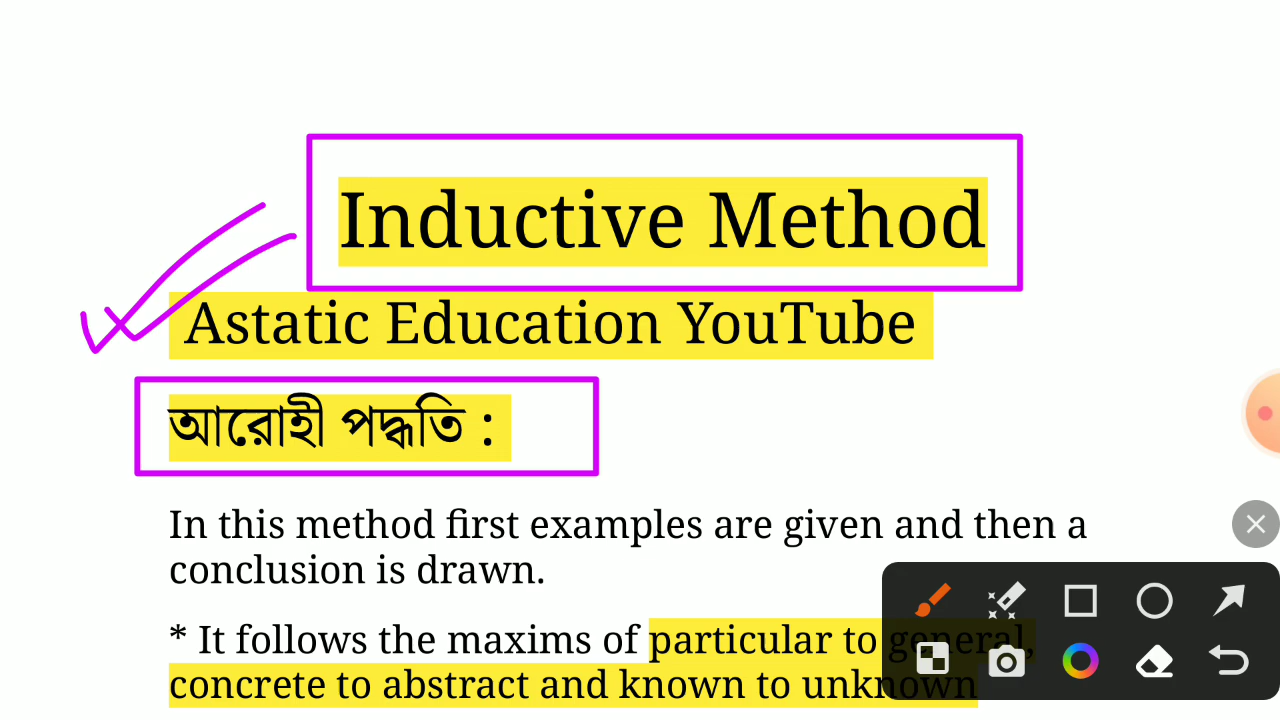 Inductive Method
Astatic Education YouTube
আরোহী পদ্ধতি :
In this method first examples are given and then a
conclusion is drawn.
* It follows the maxims of particular to general,
concrete to abstract and known to unknown